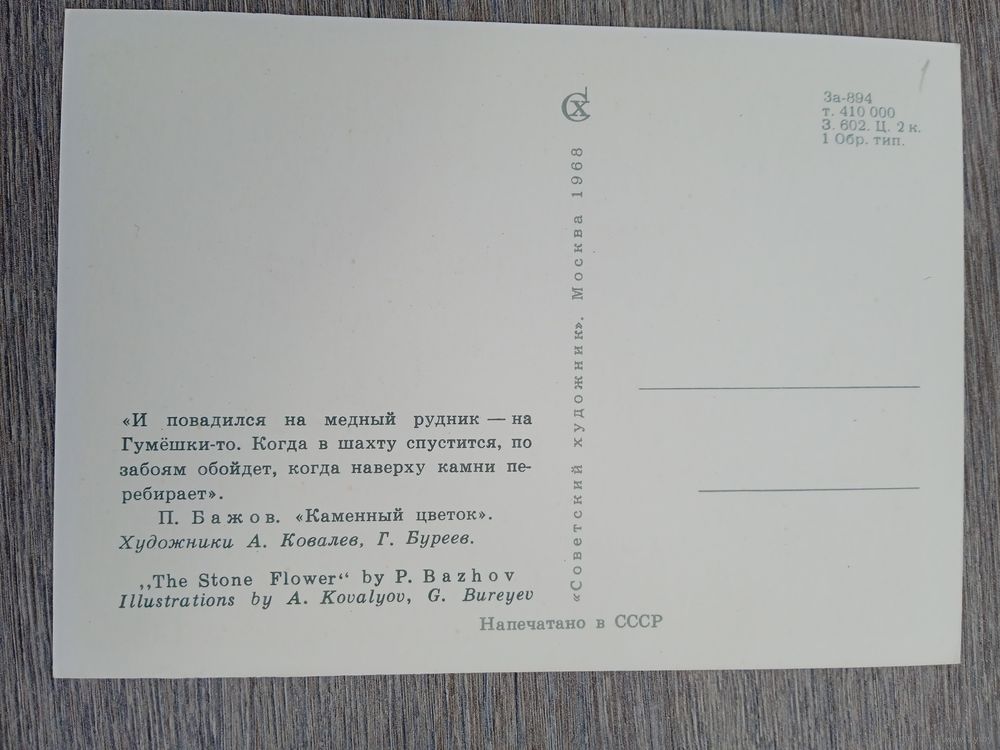 «И повадился на медный рудник — на
Гумёшки-то. Когда в шахту спустится, по
забоям обойдет, когда наверху камни пе-
ребирает».
П. Бажов. «Каменный цветок».
Художники А. Ковалев, Г. Буреев.
,,The Stone Flower“ by P. Bazhov
Illustrations by A. Kovalyov, G. Bureyev
СХ
«Советский художник». Москва 1968
Напечатано в СССР
1
За-894
т. 410 000
З. 602. Ц. 2 к.
1 Обр. тип.